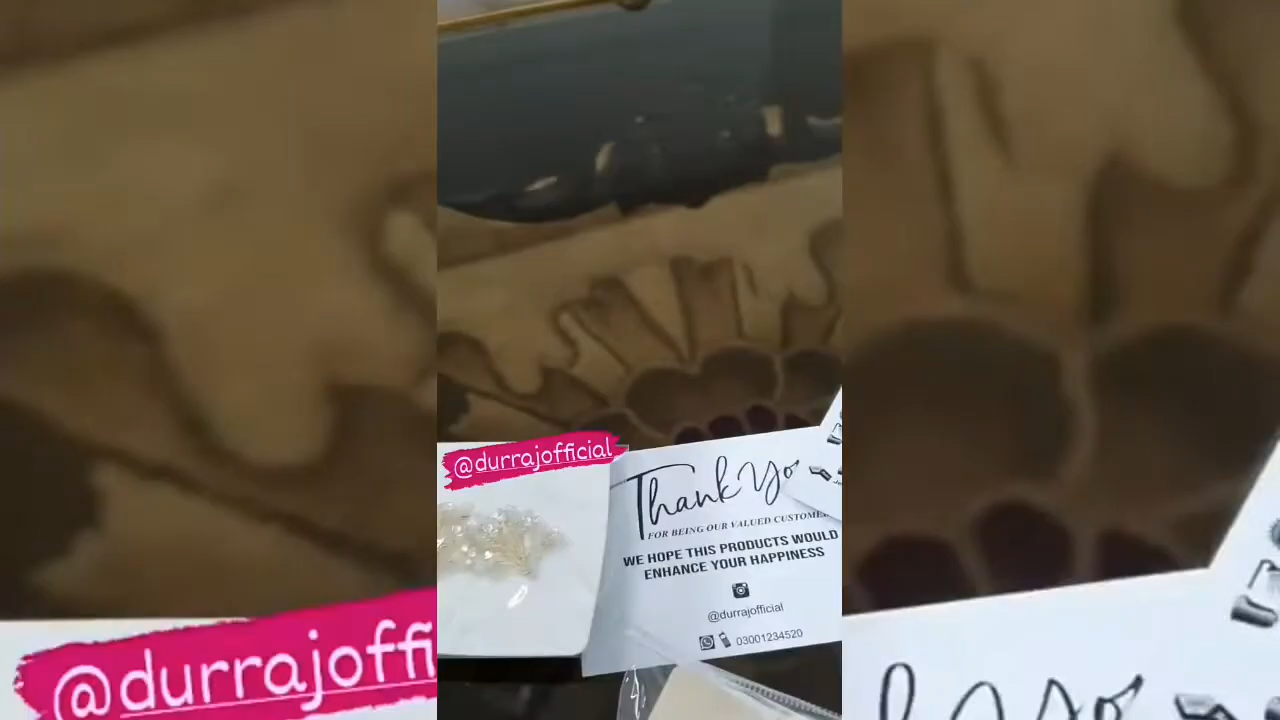 @durrajofficial
Thank Yo
FOR BEING OUR VALUED CUSTOME
WE HOPE THIS PRODUCTS WOULD
ENHANCE YOUR HAPPINESS
@durrajofficial
03001234520
@durrajoffi